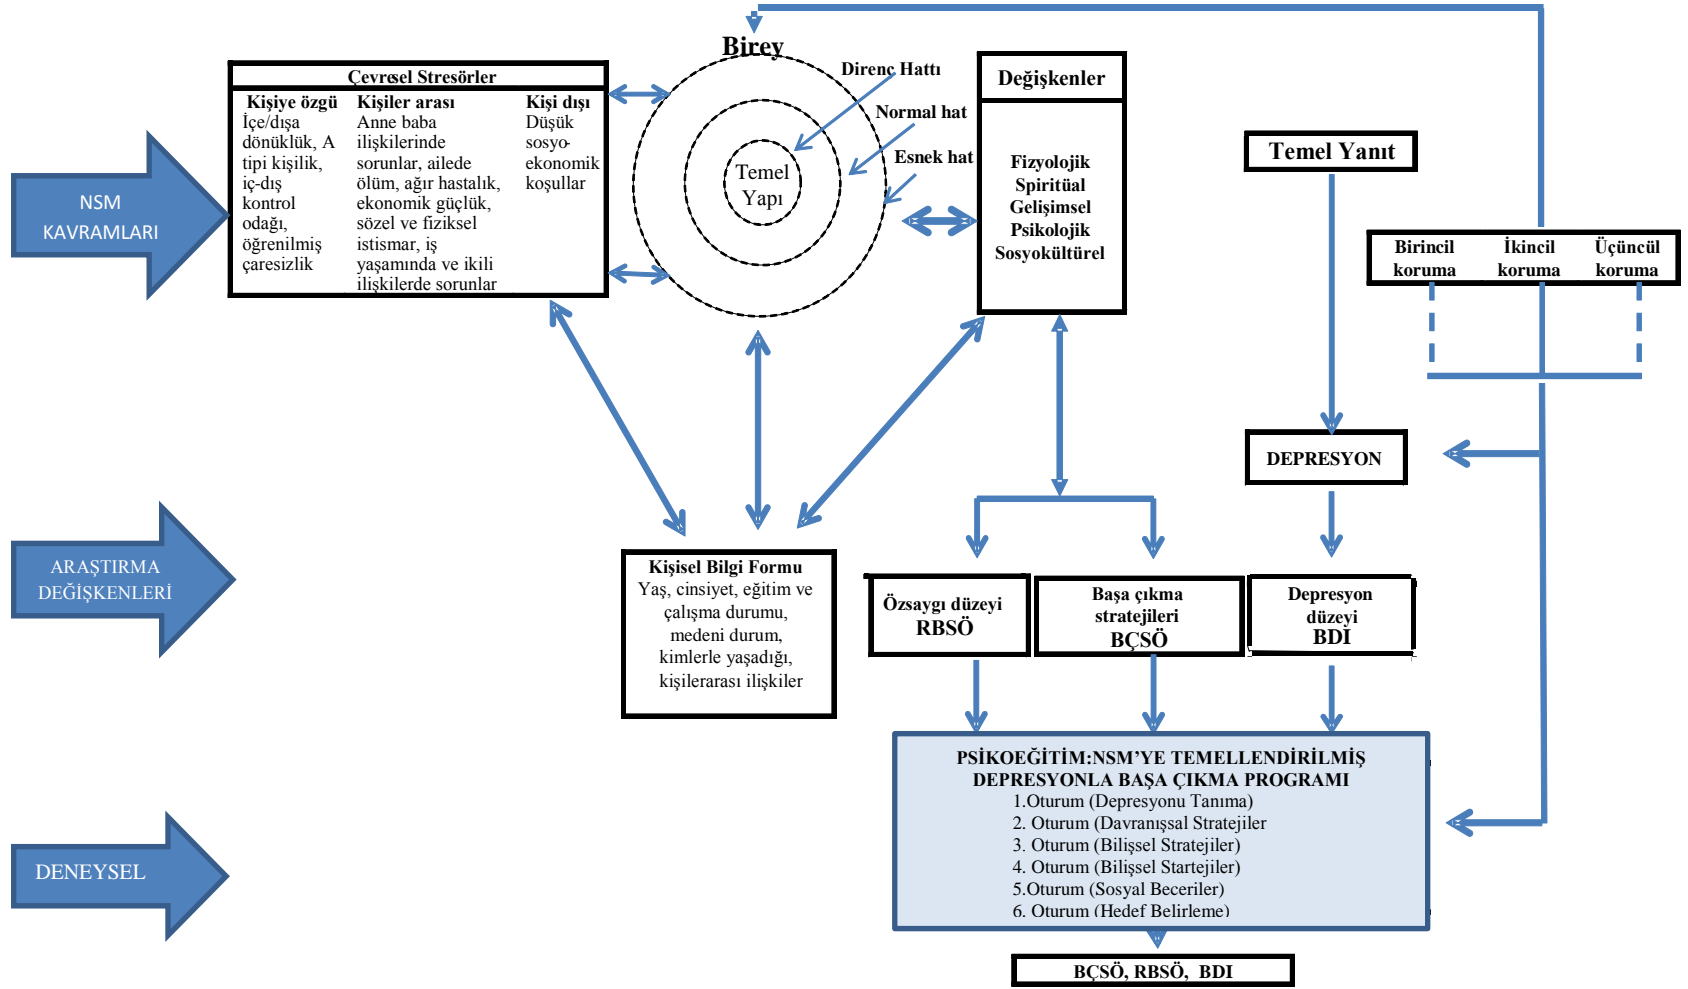 Birey
Çevresel Stresörler
Kişiye özgü
İçe/dışa
dönüklük, A
tipi kişilik,
iç-dış
kontrol
odağı,
öğrenilmiş
çaresizlik
Kişiler arası
Anne baba
ilişkilerinde
sorunlar, ailede
ölüm, ağır hastalık,
ekonomik güçlük,
sözel ve fiziksel
istismar, iş
yaşamında ve ikili
ilişkilerde sorunlar
Kişi dışı
Düşük
sosyo-
ekonomik
koşullar
Direnç Hattı
Normal hat
Esnek hat
Temel
Yapı
Değişkenler
Fizyolojik
Spiritüal
Gelişimsel
Psikolojik
Sosyokültürel
Temel Yanıt
Birincil
koruma
İkincil
koruma
Üçüncül
koruma
NSM
KAVRAMLARI
DEPRESYON
ARAŞTIRMA
DEĞİŞKENLERİ
Kişisel Bilgi Formu
Yaş, cinsiyet, eğitim ve
çalışma durumu,
medeni durum,
kimlerle yaşadığı,
kişilerarası ilişkiler
Özsaygı düzeyi
RBSÖ
Başa çıkma
stratejileri
BÇSÖ
Depresyon
düzeyi
BDI
DENEYSEL
PSİKOEĞİTİM:NSM'YE TEMELLENDİRİLMİŞ
DEPRESYONLA BAŞA ÇIKMA PROGRAMI
1.Oturum (Depresyonu Tanıma)
2. Oturum (Davranışsal Stratejiler
3. Oturum (Bilişsel Stratejiler)
4. Oturum (Bilişsel Startejiler)
5.Oturum (Sosyal Beceriler)
6. Oturum (Hedef Belirleme)
BÇSÖ, RBSÖ, BDI